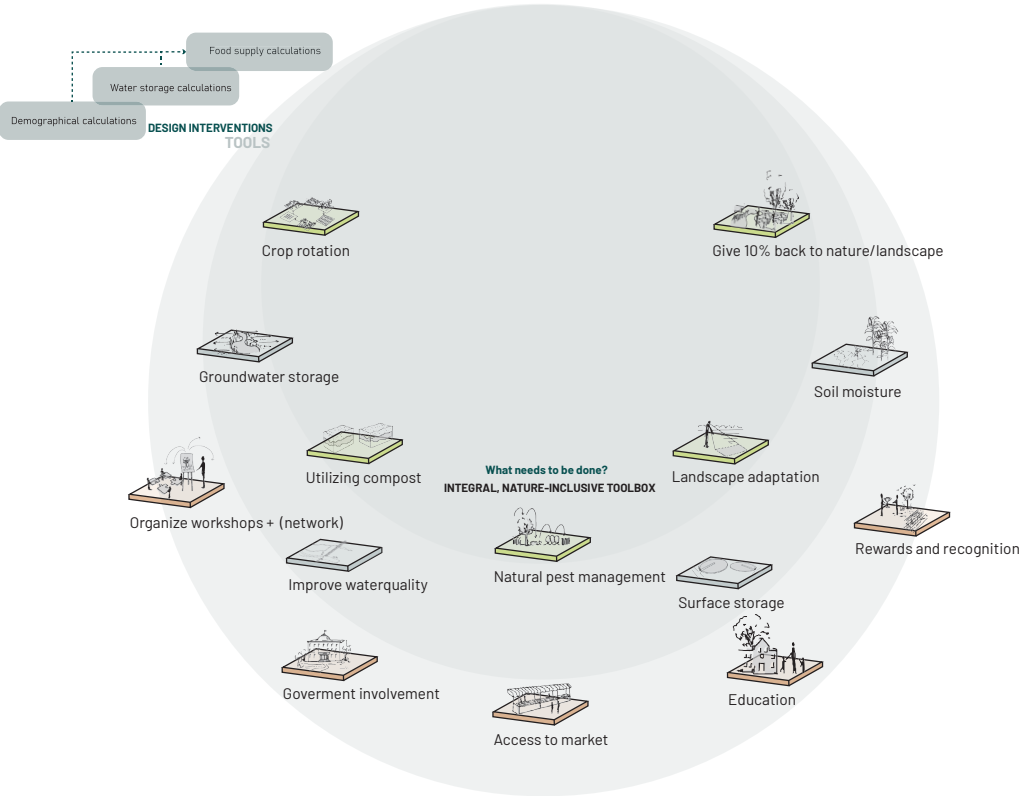 Food supply calculations
Water storage calculations
Demographical calculations
DESIGN INTERVENTIONS
TOOLS
Crop rotation
Give 10% back to nature/landscape
Groundwater storage
Soil moisture
Utilizing compost
What needs to be done?
INTEGRAL, NATURE-INCLUSIVE TOOLBOX
Landscape adaptation
Organize workshops + (network)
Rewards and recognition
Improve waterquality
Natural pest management
Surface storage
Goverment involvement
Education
Access to market